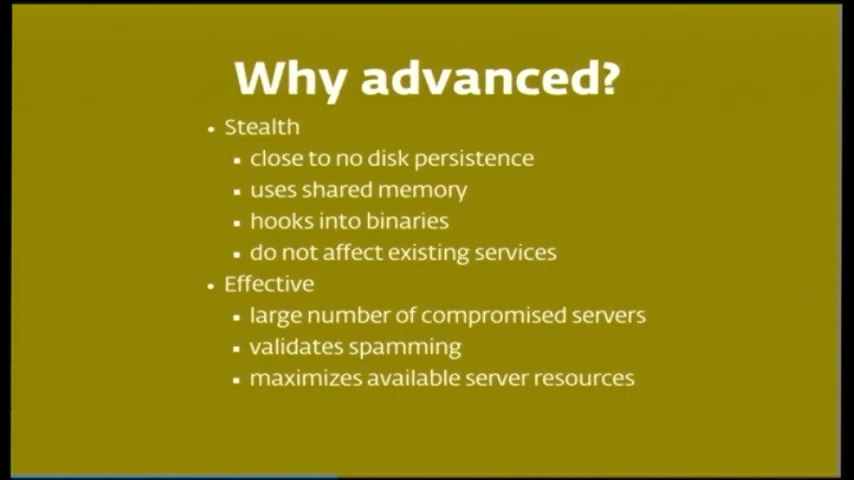 Why advanced?
• Stealth
▪ close to no disk persistence
▪ uses shared memory
▪ hooks into binaries
▪ do not affect existing services
• Effective
▪ large number of compromised servers
▪ validates spamming
▪ maximizes available server resources